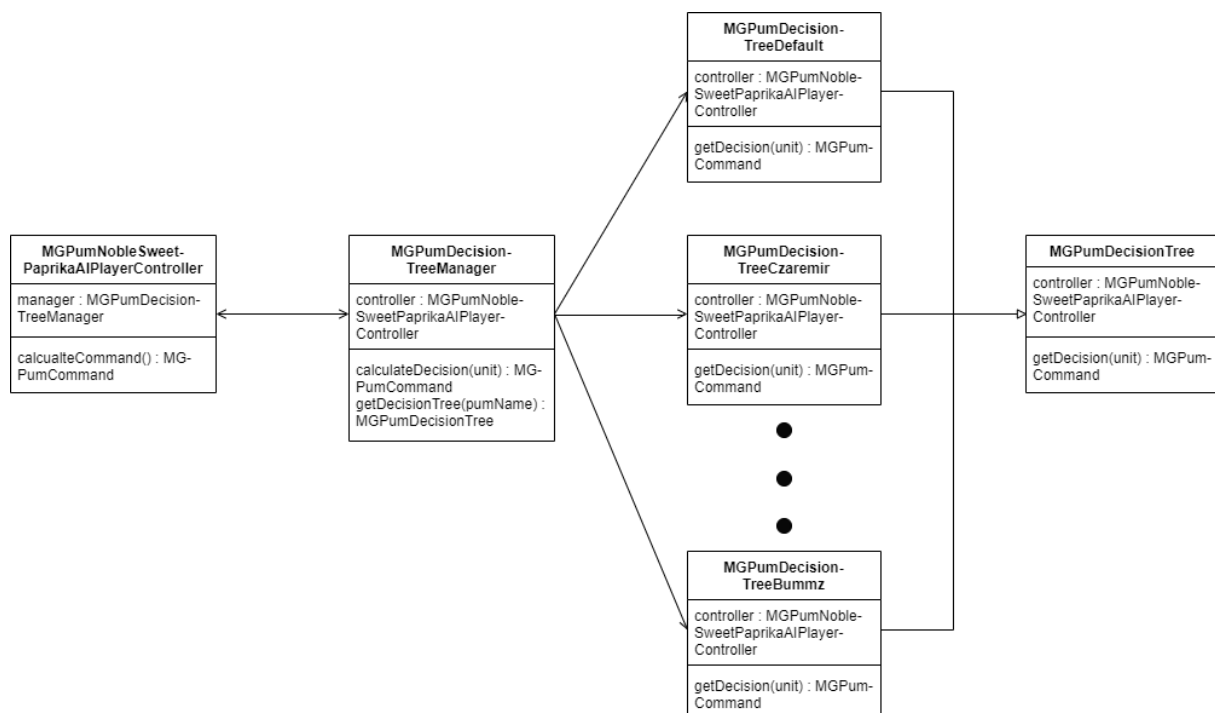 MGPumNobleSweet-
PaprikaAIPlayerController
manager : MGPumDecision-
TreeManager
calcualteCommand() : MG-
PumCommand
MGPumDecision-
TreeManager
controller : MGPumNoble-
SweetPaprikaAIPlayer-
Controller
calculateDecision(unit) : MG-
PumCommand
getDecisionTree(pumName) :
MGPumDecisionTree
MGPumDecision-
TreeDefault
controller : MGPumNoble-
SweetPaprikaAIPlayer-
Controller
getDecision(unit) : MGPum-
Command
MGPumDecision-
TreeCzaremir
controller : MGPumNoble-
SweetPaprikaAIPlayer-
Controller
getDecision(unit) : MGPum-
Command
MGPumDecision-
TreeBummz
controller : MGPumNoble-
SweetPaprikaAIPlayer-
Controller
getDecision(unit) : MGPum-
Command
MGPumDecisionTree
controller : MGPumNoble-
SweetPaprikaAIPlayer-
Controller
getDecision(unit) : MGPum-
Command